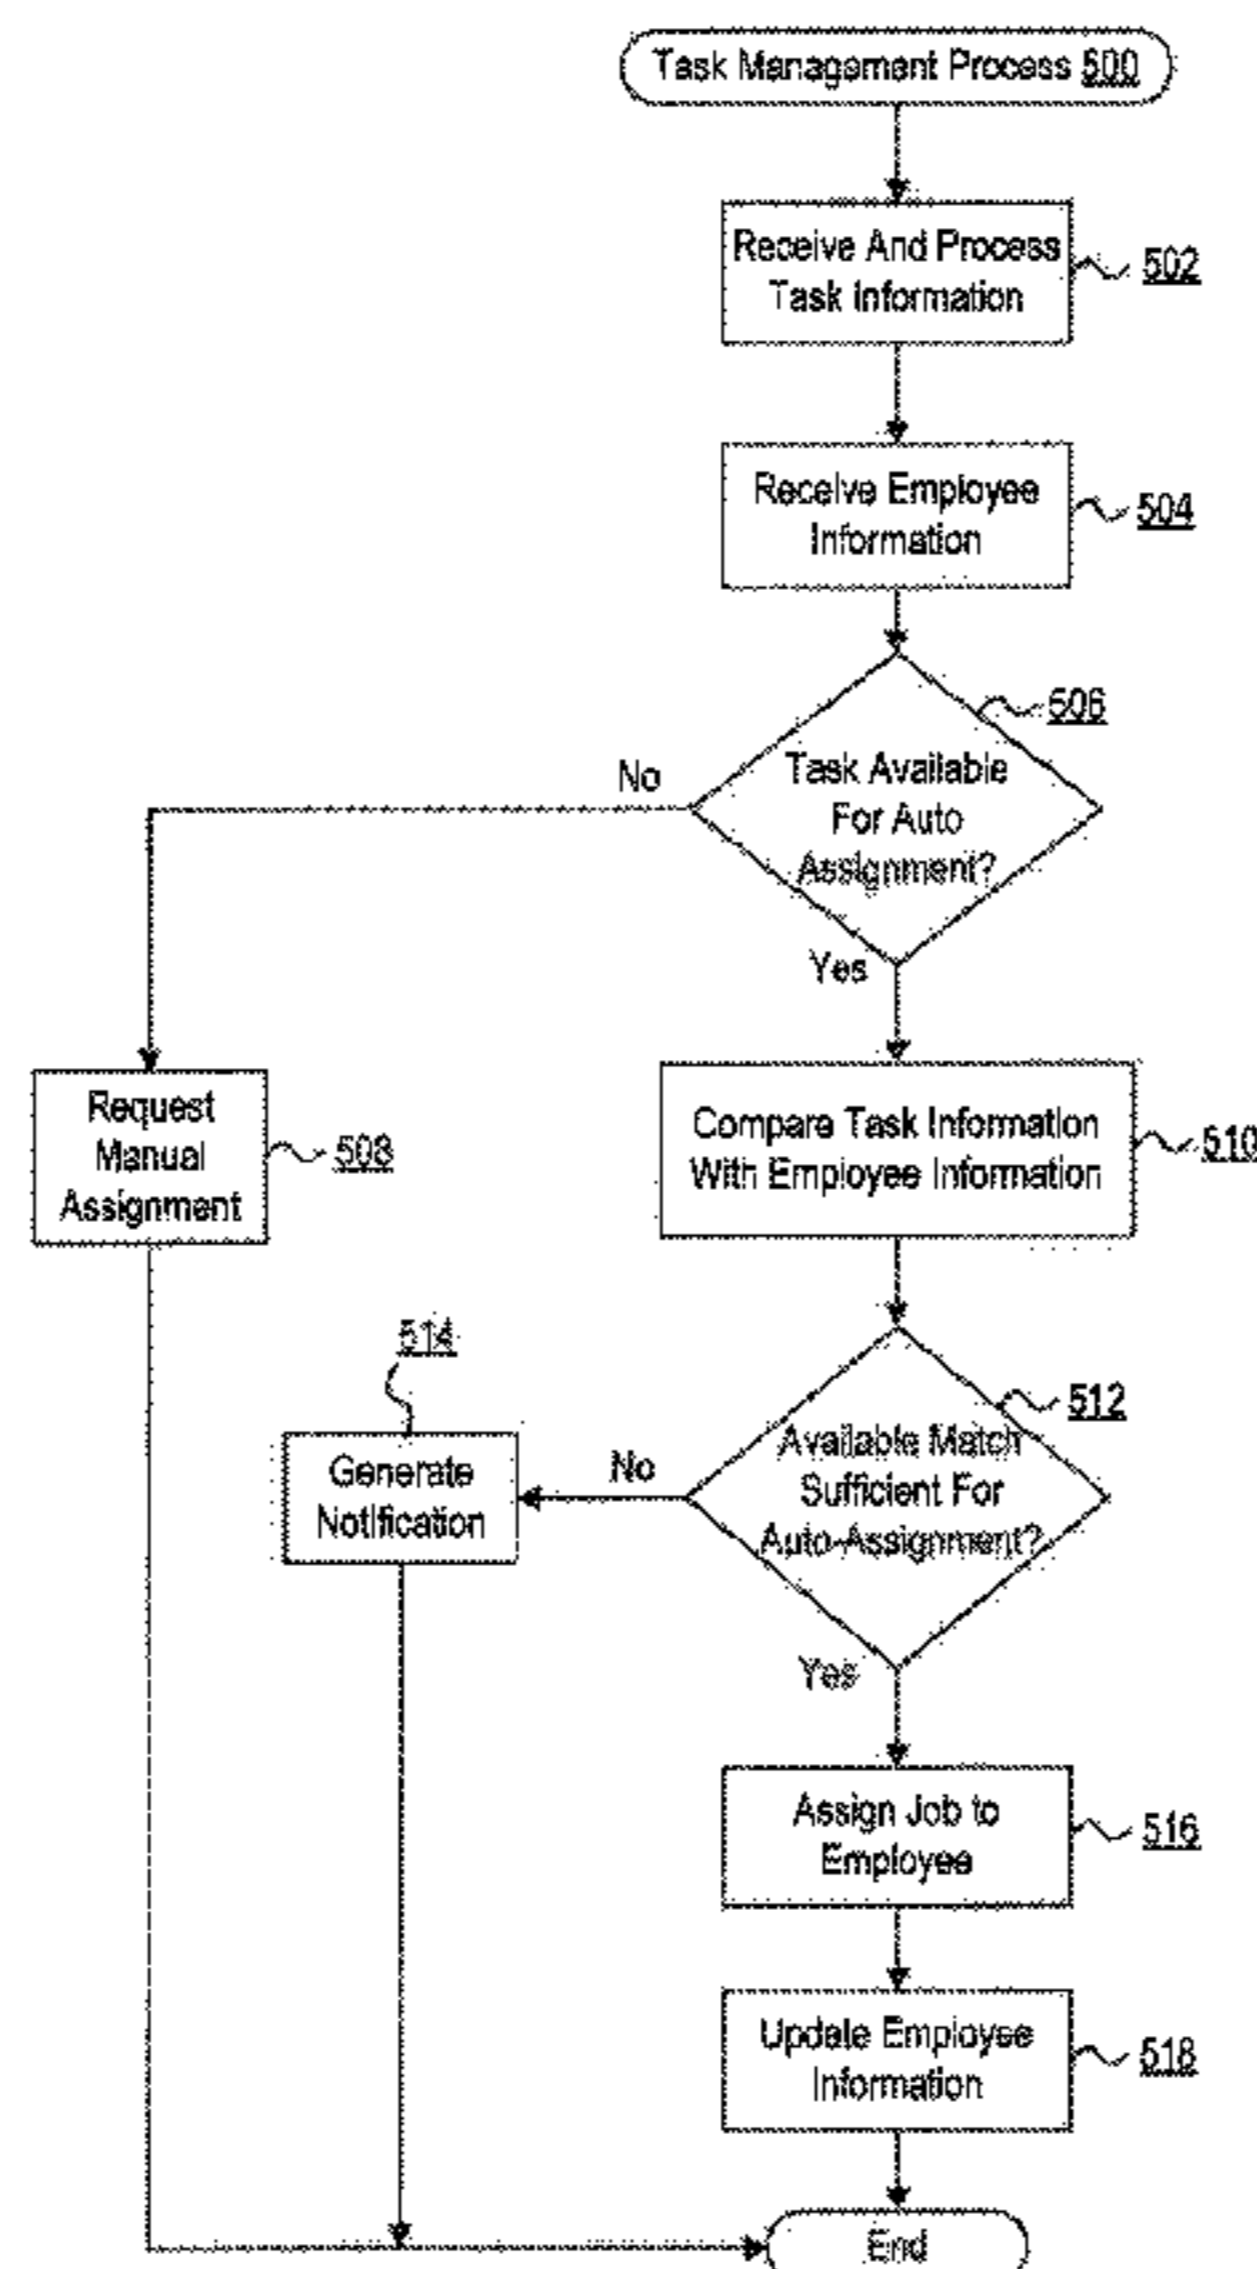 Task Management Process 500
Receive And Process
Task Information
502
Receive Employee
Information
504
506
Task Available
For Auto
Assignment?
No
Yes
Request
Manual
Assignment
508
Compare Task Information
With Employee Information
510
512
Available Match
Sufficient For
Auto-Assignment?
No
Yes
514
Generate
Notification
Assign Job to
Employee
516
Update Employee
Information
518
End